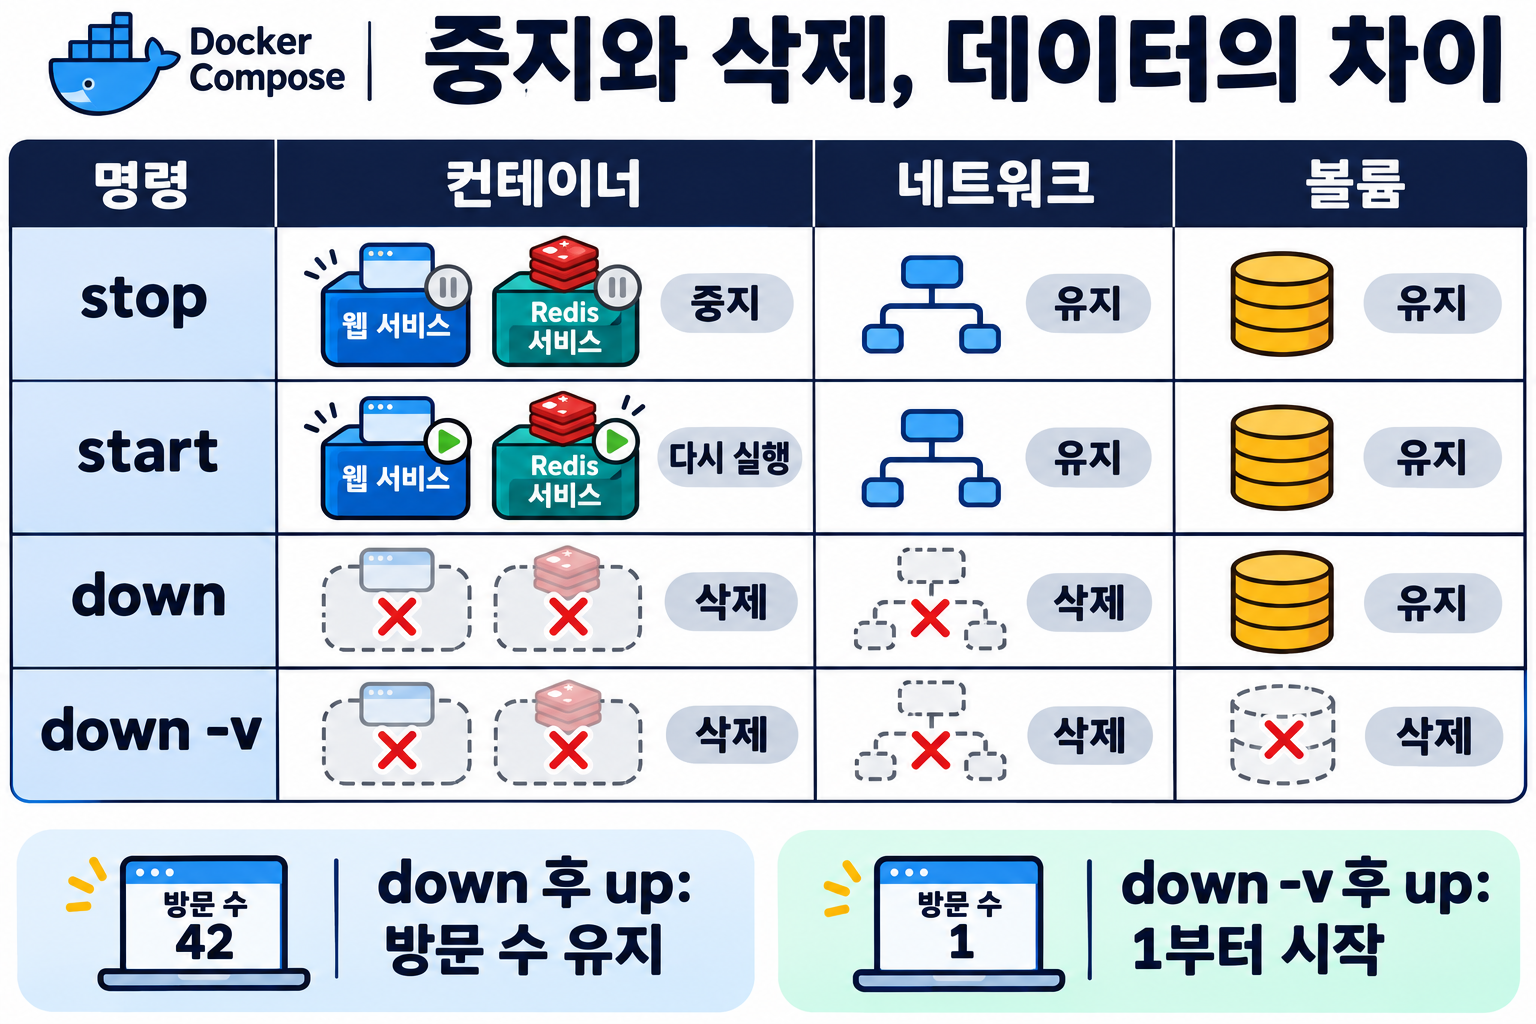 Docker
Compose
중지와 삭제, 데이터의 차이
명령 컨테이너 네트워크 볼륨
stop
웹 서비스
Redis
서비스
중지
유지
유지
start
웹 서비스
Redis
서비스
다시 실행
유지
유지
down
삭제
삭제
유지
down -v
삭제
삭제
삭제
방문 수
42
down 후 up:
방문 수 유지
방문 수
1
down -v 후 up:
1부터 시작